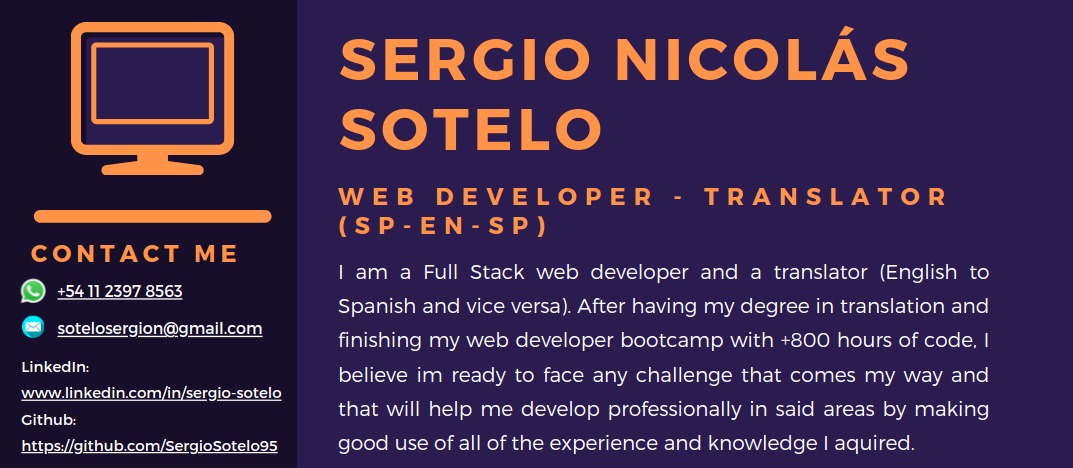 SERGIO NICOLÁS
SOTELO
WEB DEVELOPER - TRANSLATOR
(SP-EN-SP)
I am a Full Stack web developer and a translator (English to
Spanish and vice versa). After having my degree in translation and
finishing my web developer bootcamp with +800 hours of code, I
believe im ready to face any challenge that comes my way and
that will help me develop professionally in said areas by making
good use of all of the experience and knowledge I aquired.
CONTACT ME
+54 11 2397 8563
sotelosergion@gmail.com
LinkedIn:
www.linkedin.com/in/sergio-sotelo
Github:
https://github.com/SergioSotelo95